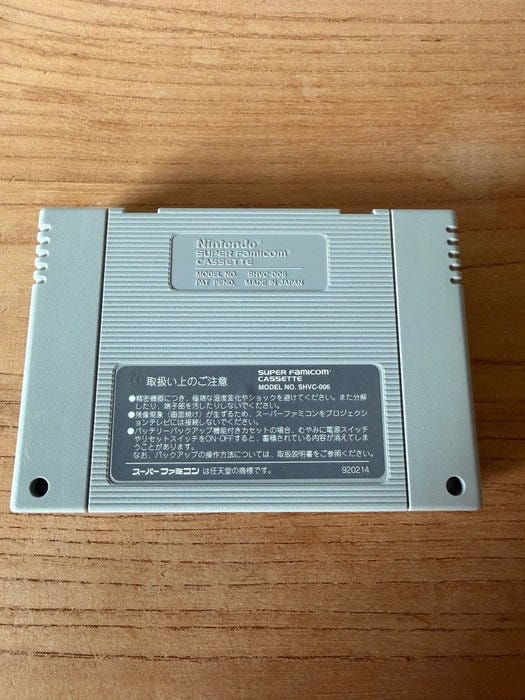 Nintendo®
SUPER FAMICOM™
CASSETTE
MODEL NO. SHVC-006
PAT PEND. MADE IN JAPAN
取扱い上のご注意
SUPER FAMICOM™
CASSETTE
MODEL NO. SHVC-006
●精密機器につき、極端な温度変化やショックを避けてください。また分解
したり、端子部を汚したりしないでください。
●残像現象（画面焼け）が生ずるため、スーパーファミコンをプロジェクシ
ョンテレビには接続しないでください。
●バッテリーバックアップ機能付きカセットの場合、むやみに電源スイッチ
やリセットスイッチをON-OFFすると、蓄積されている内容が消えてしま
うことがあります。
なお、バックアップの操作方法については、取扱説明書をご参照ください。
スーパーファミコン は任天堂の商標です。
920214